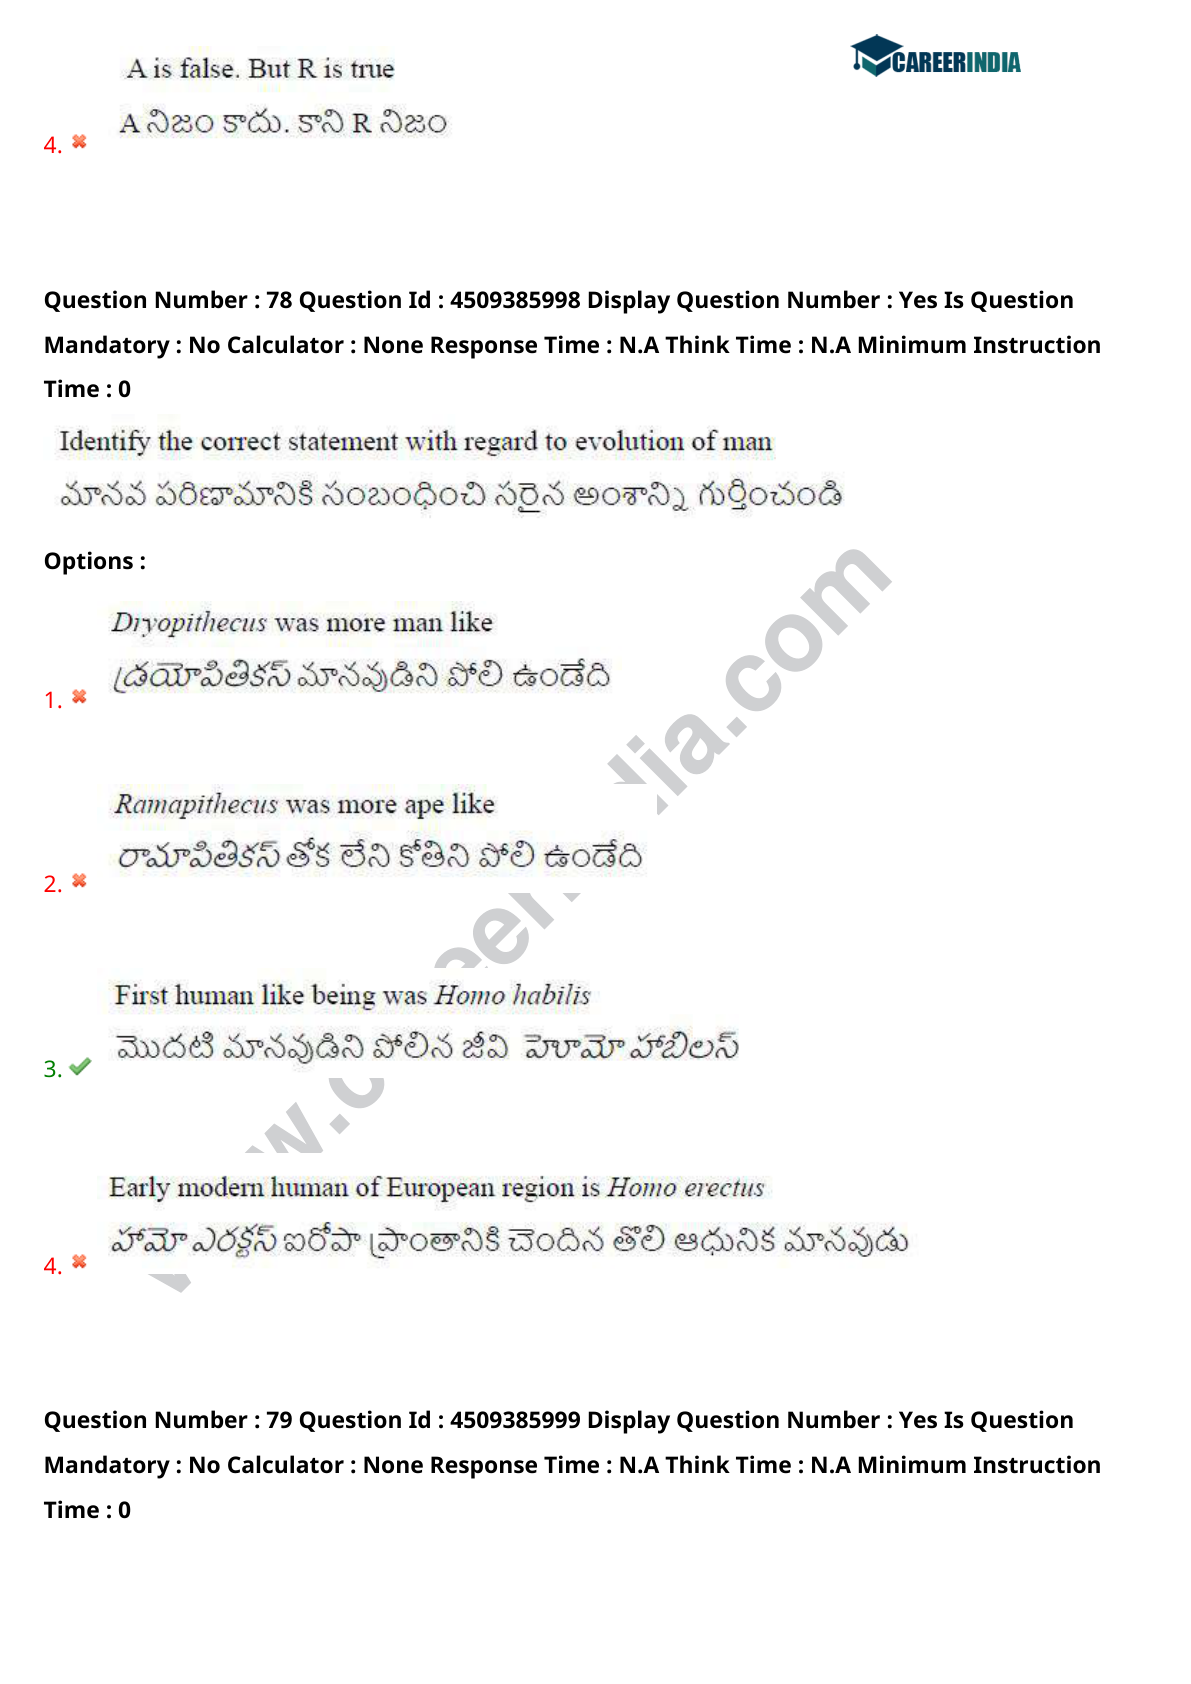 CAREERINDIA
A is false. But R is true
A నిజం కాదు. కాని R నిజం
4.
Question Number : 78 Question Id : 4509385998 Display Question Number : Yes Is Question
Mandatory : No Calculator : None Response Time : N.A Think Time : N.A Minimum Instruction
Time : 0
Identify the correct statement with regard to evolution of man
మానవ పరిణామానికి సంబంధించి సరైన అంశాన్ని గుర్తించండి
Options :
Dryopithecus was more man like
డ్రయోపితికస్ మానవుడిని పోలి ఉండేది
1.
Ramapithecus was more ape like
రామాపితికస్ తోక లేని కోతిని పోలి ఉండేది
2.
First human like being was Homo habilis
మొదటి మానవుడిని పోలిన జీవి హెూమో హాబిలస్
3.
Early modern human of European region is Homo erectus
హామో ఎరక్టస్ ఐరోపా ప్రాంతానికి చెందిన తొలి ఆధునిక మానవుడు
4.
Question Number : 79 Question Id : 4509385999 Display Question Number : Yes Is Question
Mandatory : No Calculator : None Response Time : N.A Think Time : N.A Minimum Instruction
Time : 0